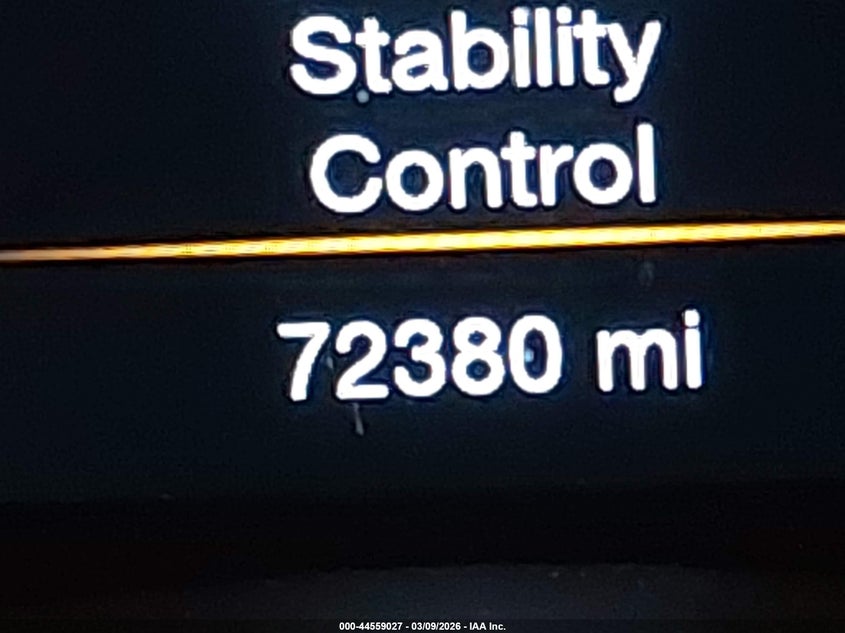 Stability
Control
72380 mi
000-44559027 - 03/09/2026 - IAA Inc.